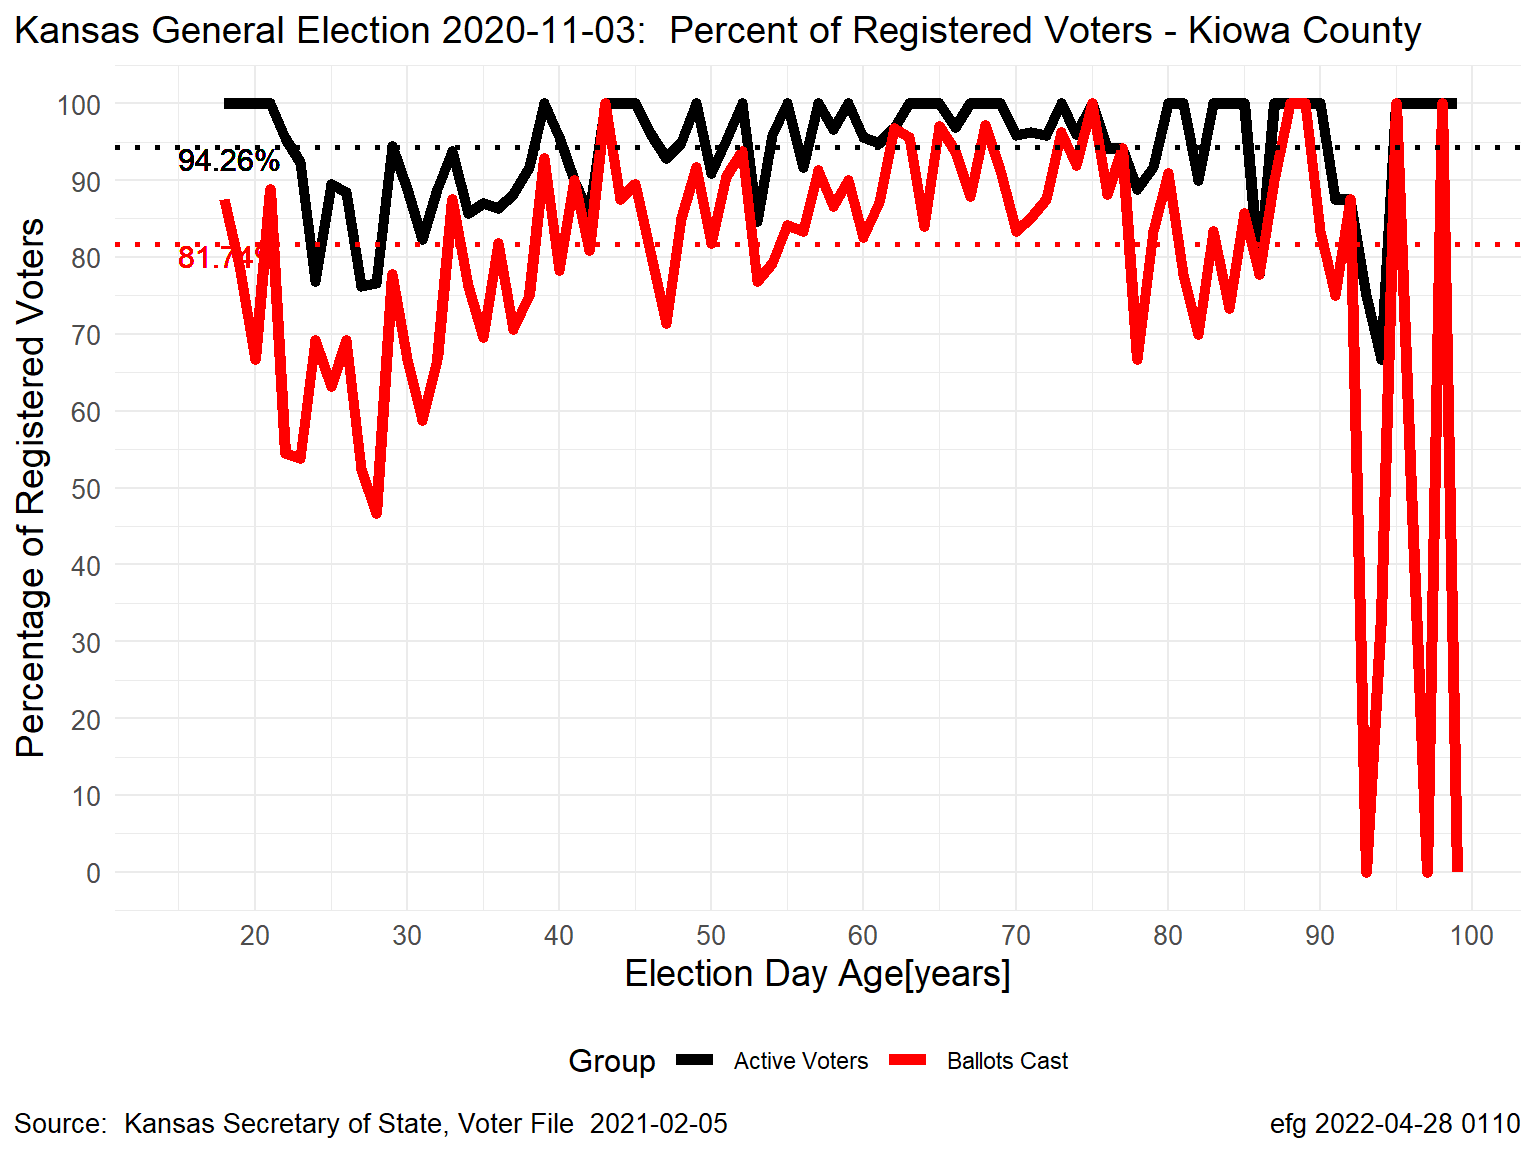 Kansas General Election 2020-11-03:  Percent of Registered Voters - Kiowa County
Percentage of Registered Voters
100
90
80
70
60
50
40
30
20
10
0
94.26%
81.74%
20 30 40 50 60 70 80 90 100
Election Day Age[years]
Group Active Voters Ballots Cast
Source:  Kansas Secretary of State, Voter File  2021-02-05
efg 2022-04-28 0110